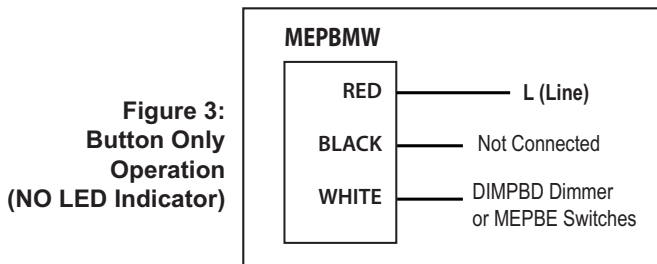 Figure 3:
Button Only
Operation
(NO LED Indicator)
MEPBMW
RED
L (Line)
BLACK
Not Connected
WHITE
DIMPBD Dimmer
or MEPBE Switches